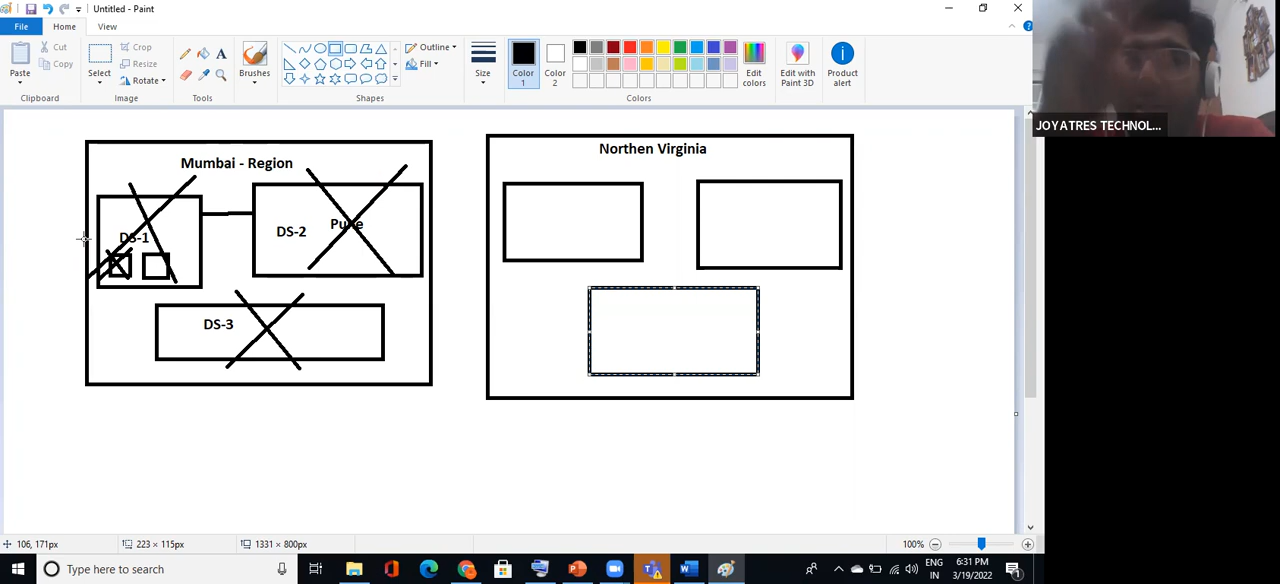 Untitled - Paint
File
Home
View
Paste
Cut
Copy
Clipboard
Select
Crop
Resize
Rotate
Image
Tools
Brushes
Outline
Fill
Shapes
Size
Color
1
Color
2
Edit
colors
Colors
Edit with
Paint 3D
Product
alert
JOYATRES TECHNOL...
Mumbai - Region
DS-1
DS-2
Pune
DS-3
Northen Virginia
106, 171px
223 × 115px
1331 × 800px
100%
Type here to search
ENG
IN
6:31 PM
3/19/2022
1